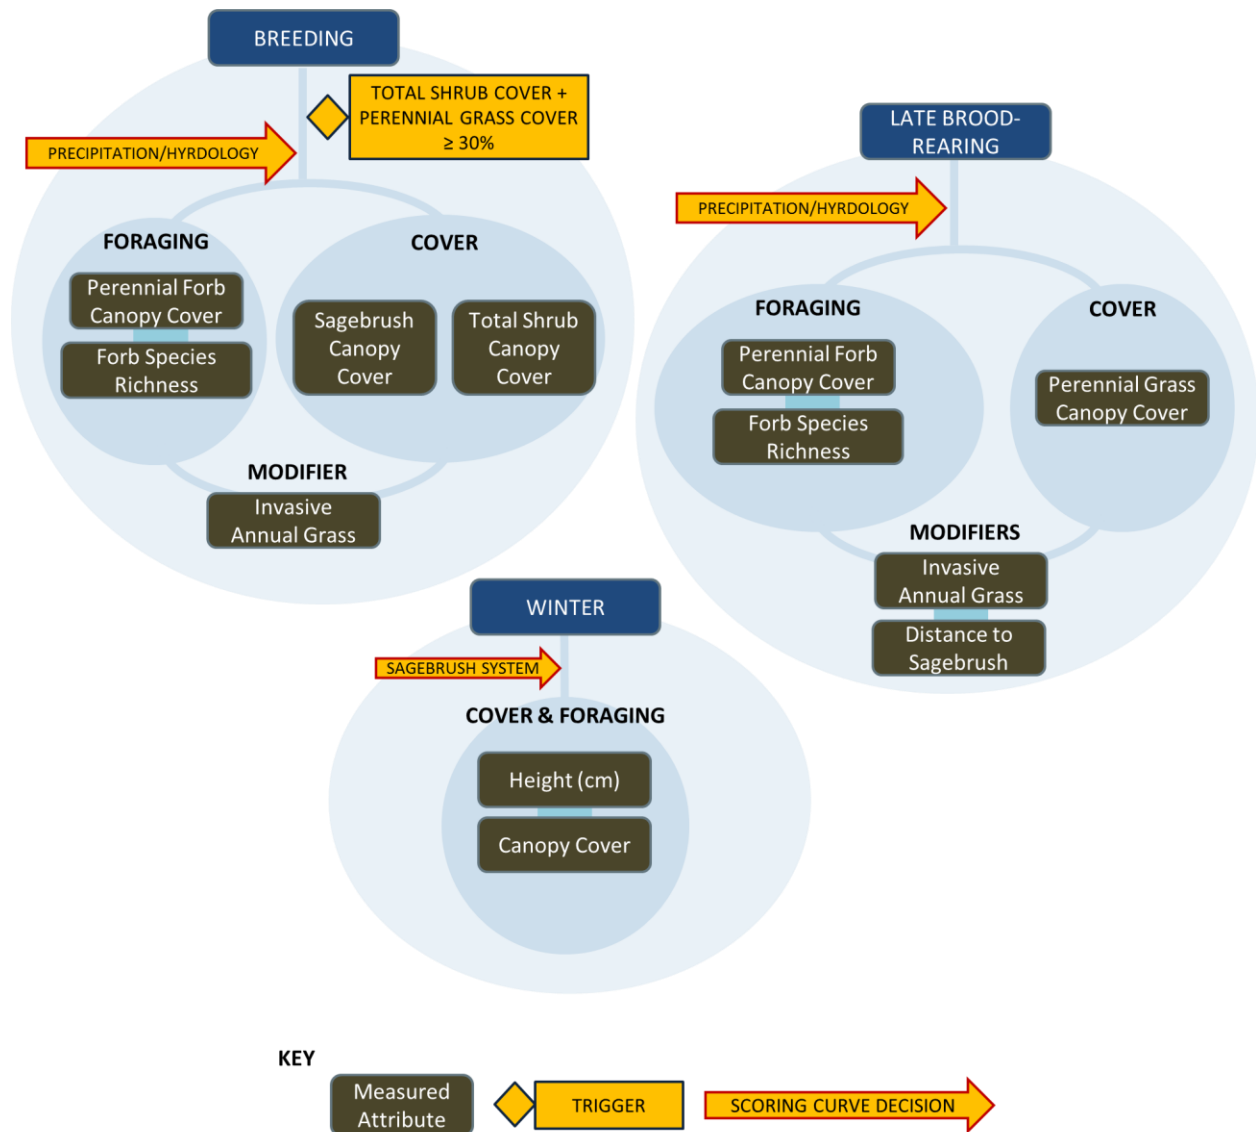 BREEDING
TOTAL SHRUB COVER +
PERENNIAL GRASS COVER
≥ 30%
PRECIPITATION/HYRDOLOGY
FORAGING
Perennial Forb
Canopy Cover
Forb Species
Richness
COVER
Sagebrush
Canopy
Cover
Total Shrub
Canopy
Cover
MODIFIER
Invasive
Annual Grass
LATE BROOD-
REARING
PRECIPITATION/HYRDOLOGY
FORAGING
Perennial Forb
Canopy Cover
Forb Species
Richness
COVER
Perennial Grass
Canopy Cover
MODIFIERS
Invasive
Annual Grass
Distance to
Sagebrush
WINTER
SAGEBRUSH SYSTEM
COVER & FORAGING
Height (cm)
Canopy Cover
KEY
Measured
Attribute
TRIGGER
SCORING CURVE DECISION